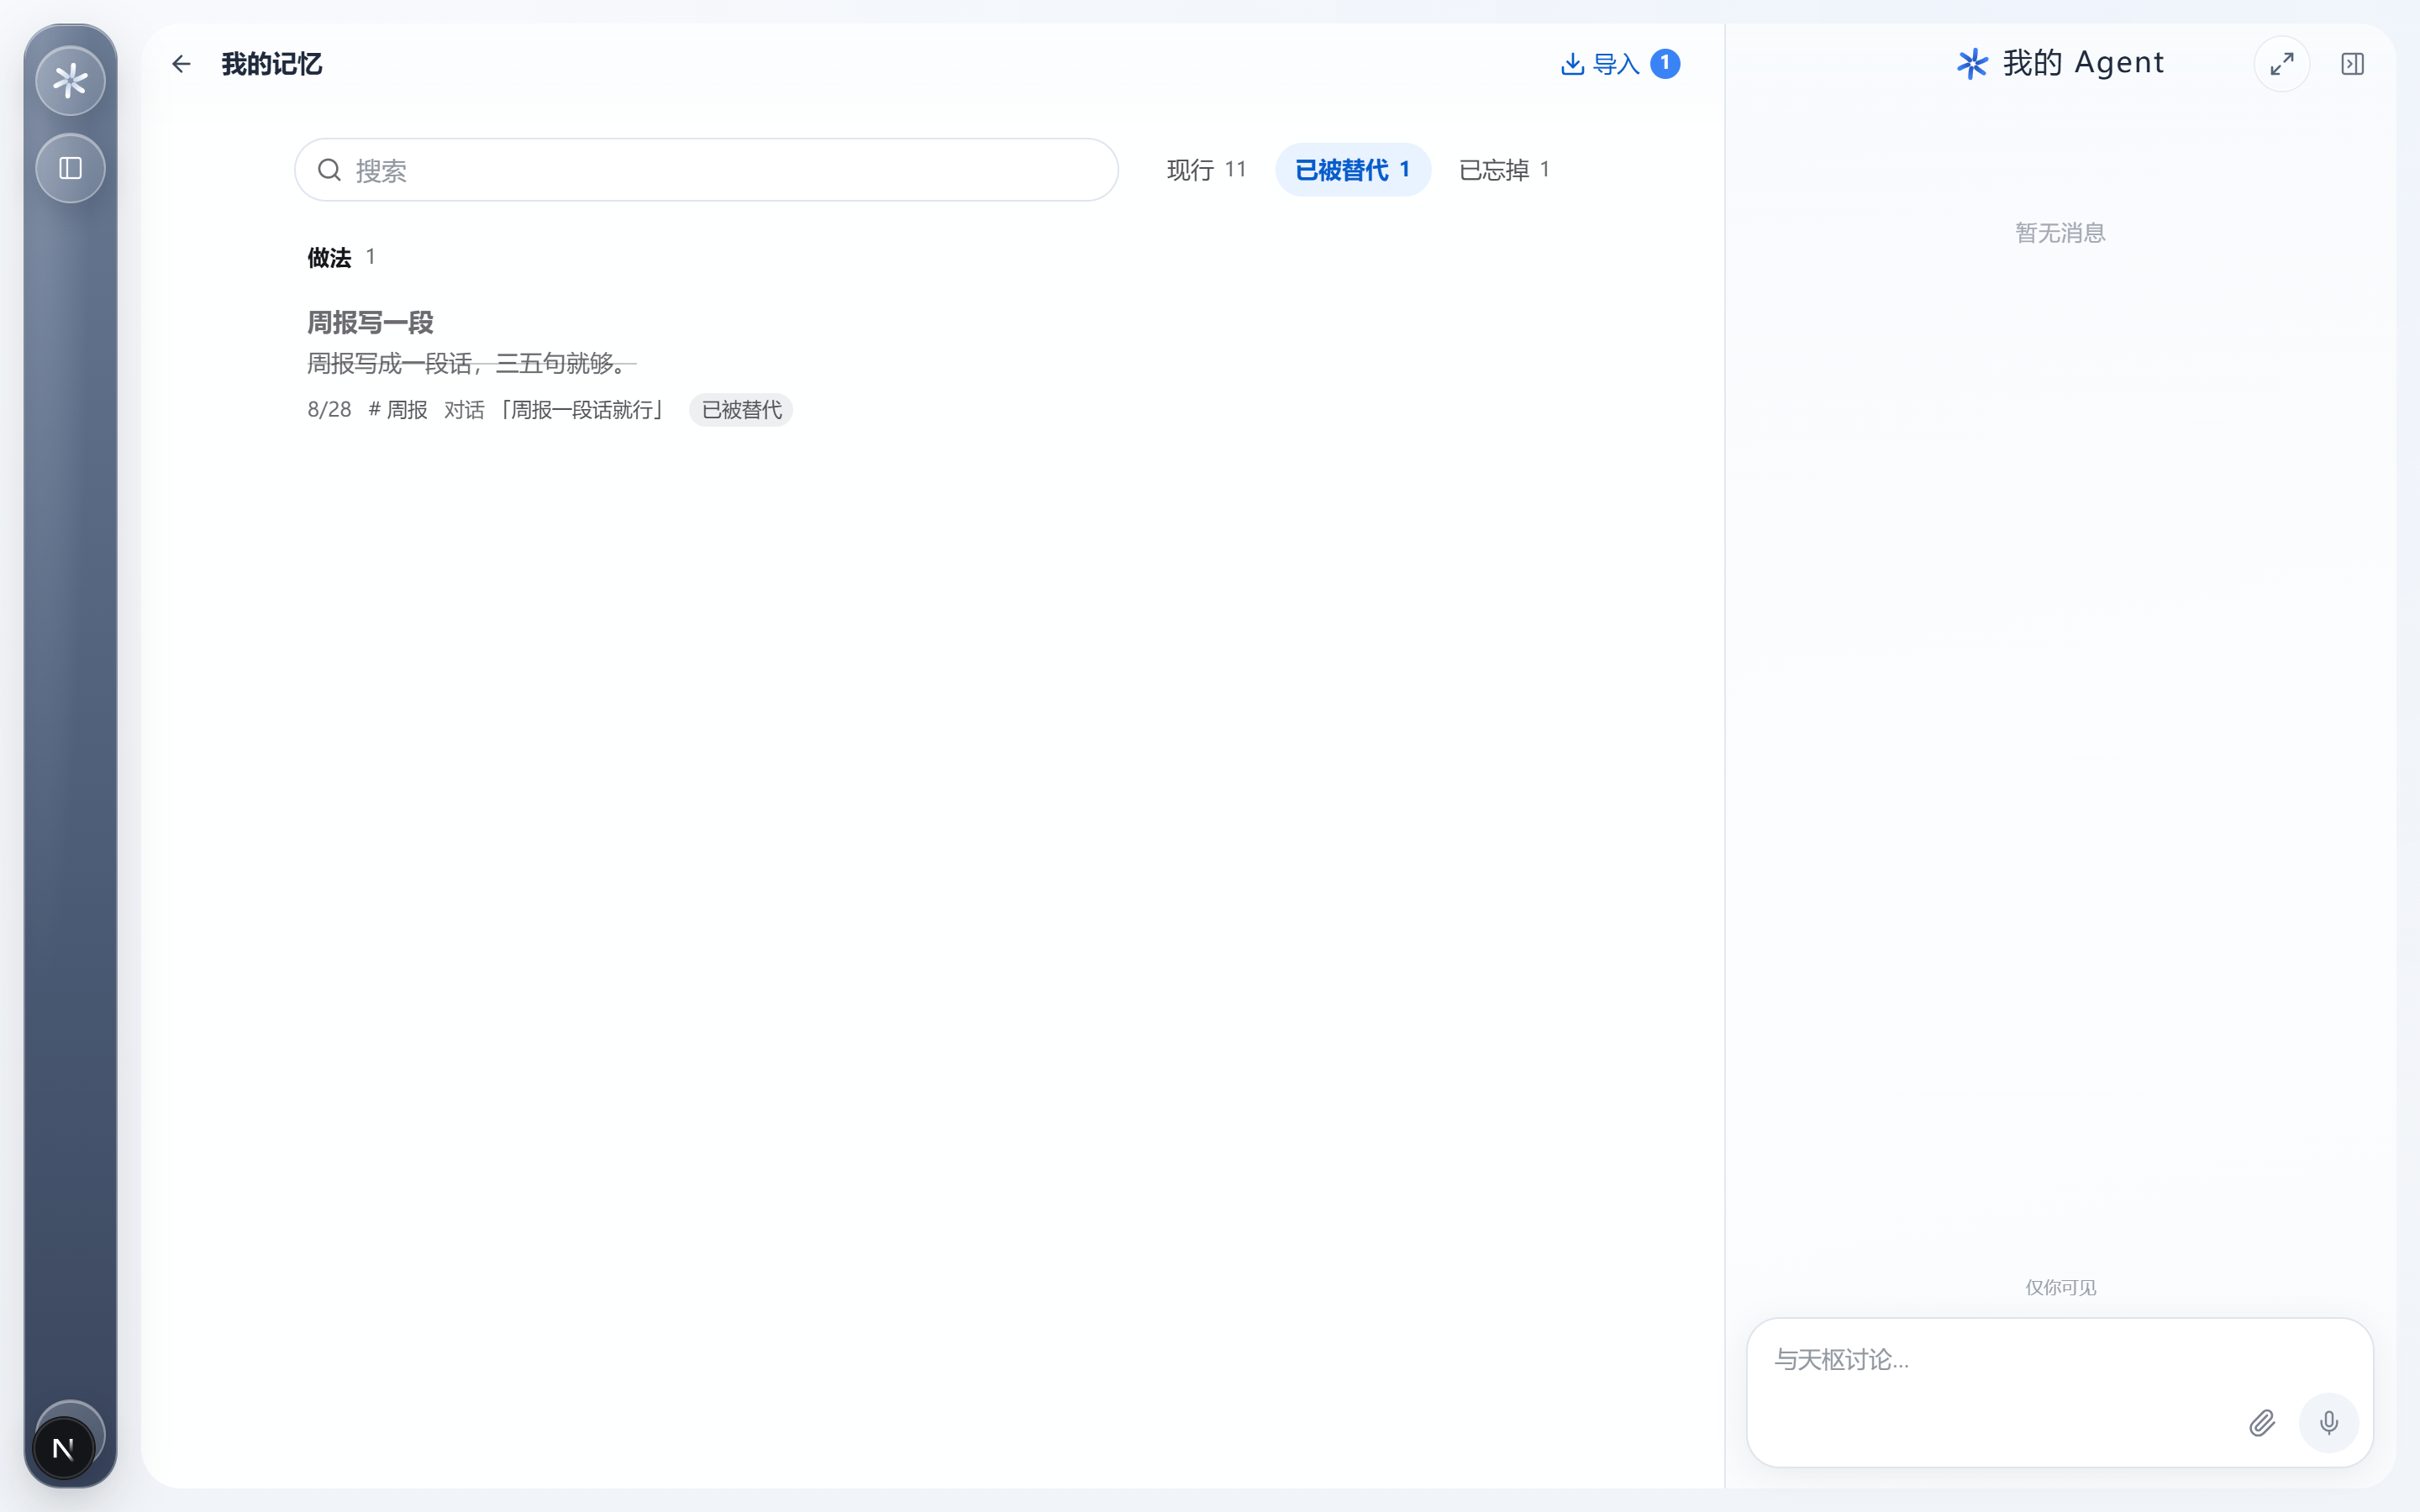 我的记忆
导入 1
搜索
现行 11
已被替代 1
已忘掉 1
做法 1
周报写一段
周报写成一段话，三五句就够。
8/28 # 周报 对话 「周报一段话就行」 已被替代
N
我的 Agent
暂无消息
仅你可见
与天枢讨论...